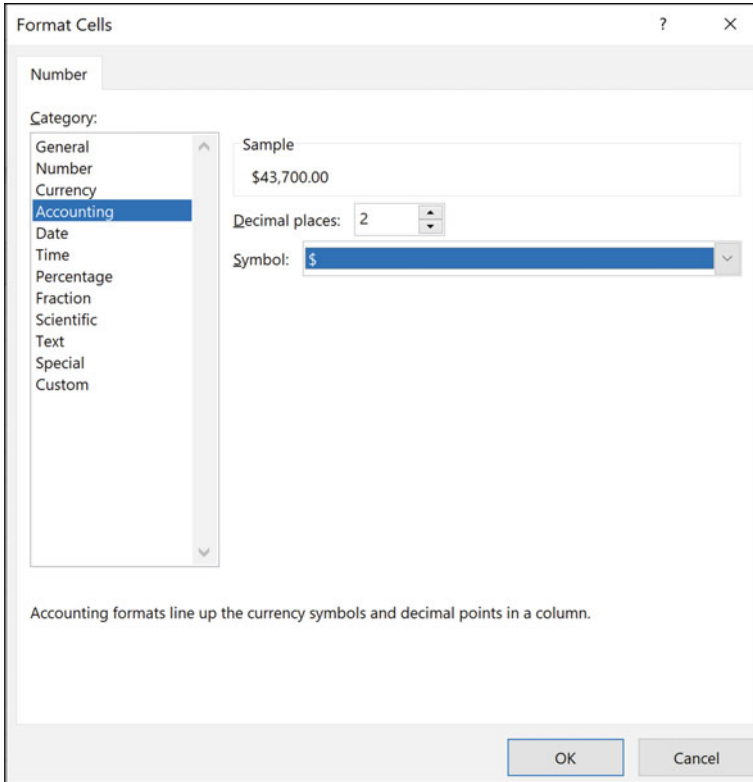 Format Cells ? ×
Number
Category:
General
Number
Currency
Accounting
Date
Time
Percentage
Fraction
Scientific
Text
Special
Custom
Sample
$43,700.00
Decimal places: 2
Symbol: $
Accounting formats line up the currency symbols and decimal points in a column.
OK Cancel